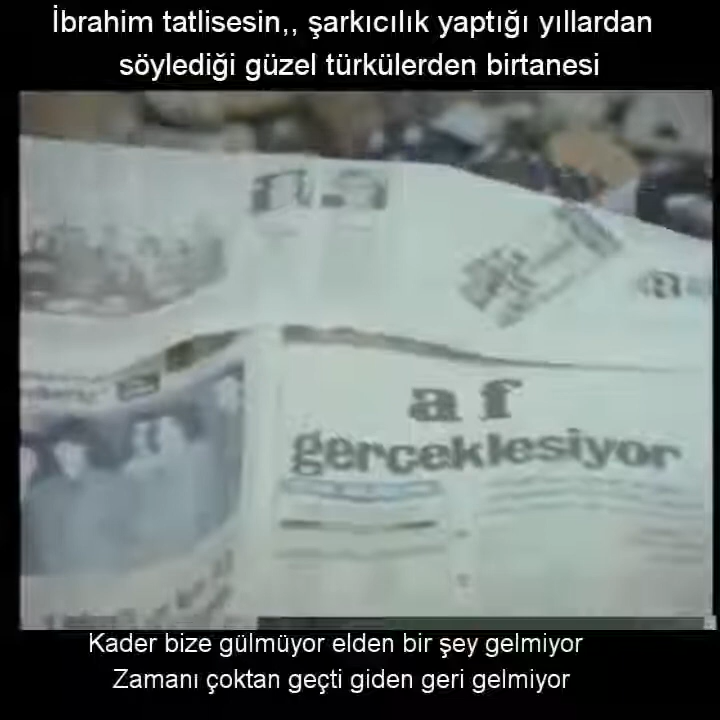 İbrahim tatlisesin,, şarkıcılık yaptığı yıllardan
söylediği güzel türkülerden birtanesi
af
gerceklesiyor
Kader bize gülmüyor elden bir şey gelmiyor
Zamanı çoktan geçti giden geri gelmiyor